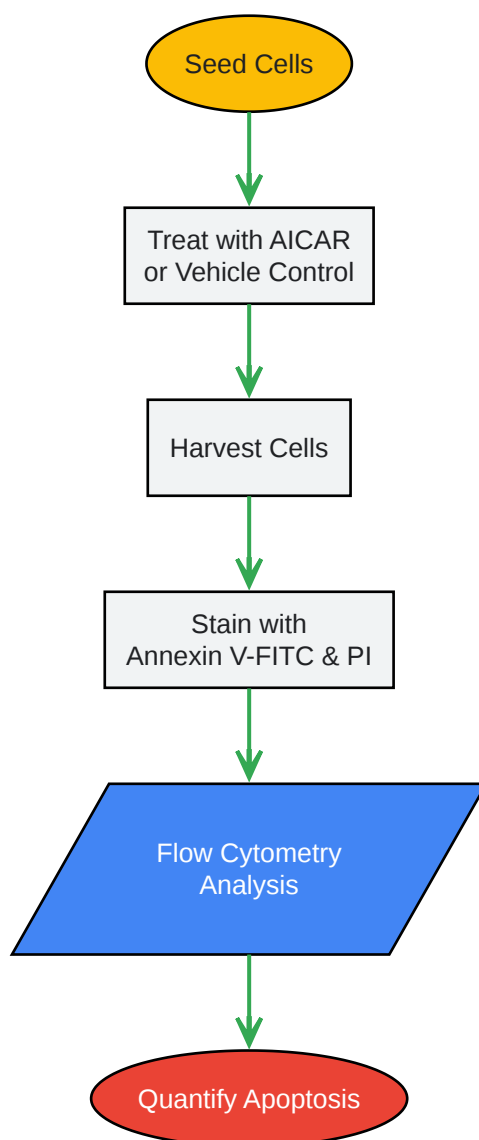 Seed Cells
Treat with AICAR
or Vehicle Control
Harvest Cells
Stain with
Annexin V-FITC & PI
Flow Cytometry
Analysis
Quantify Apoptosis